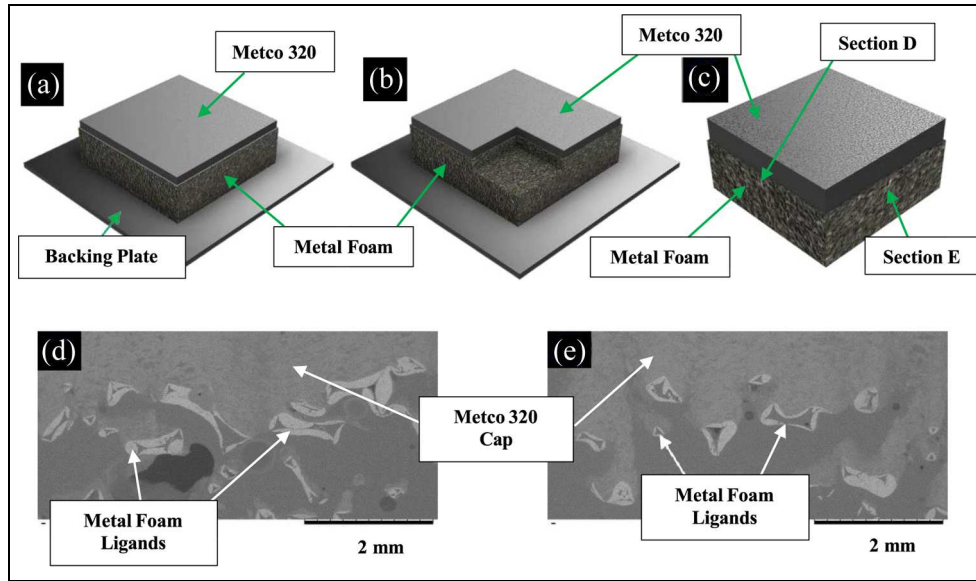 Metco 320
Metco 320
Section D
(a)
(b)
(c)
Backing Plate
Metal Foam
Metal Foam
Section E
(d)
(e)
Metco 320
Cap
Metal Foam
Ligands
Metal Foam
Ligands
2 mm
2 mm